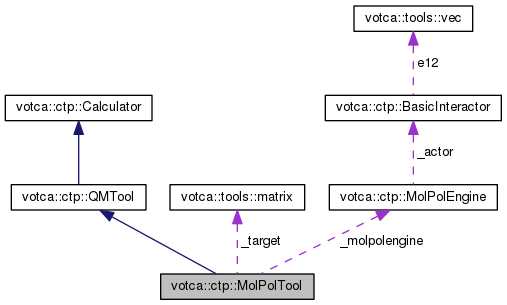 votca::tools::vec
e12
votca::ctp::Calculator
votca::ctp::BasicInteractor
_actor
votca::ctp::QMTool
votca::tools::matrix
votca::ctp::MolPolEngine
_target
_molpolengine
votca::ctp::MolPolTool